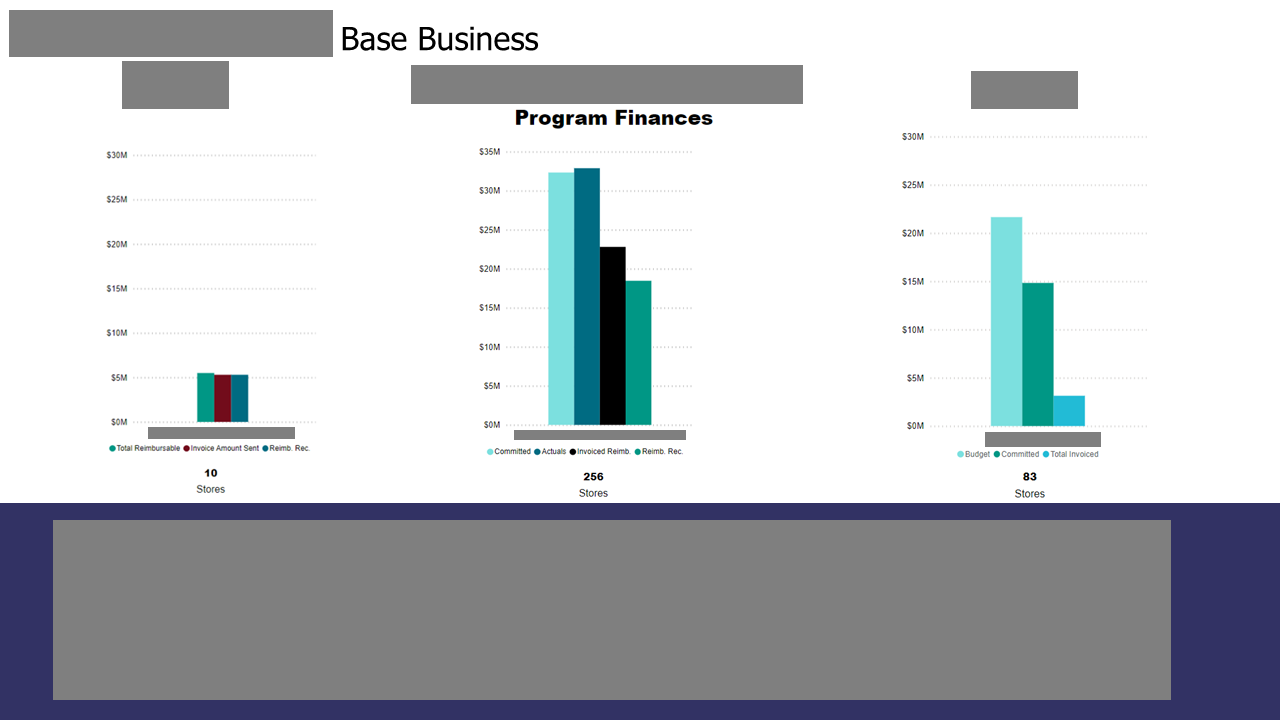 Base Business
Program Finances
$30M
$25M
$20M
$15M
$10M
$5M
$0M
Total Reimbursable Invoice Amount Sent Reimb. Rec.
10
Stores
$35M
$30M
$25M
$20M
$15M
$10M
$5M
$0M
Committed Actuals Invoiced Reimb. Reimb. Rec.
256
Stores
$30M
$25M
$20M
$15M
$10M
$5M
$0M
Budget Committed Total Invoiced
83
Stores